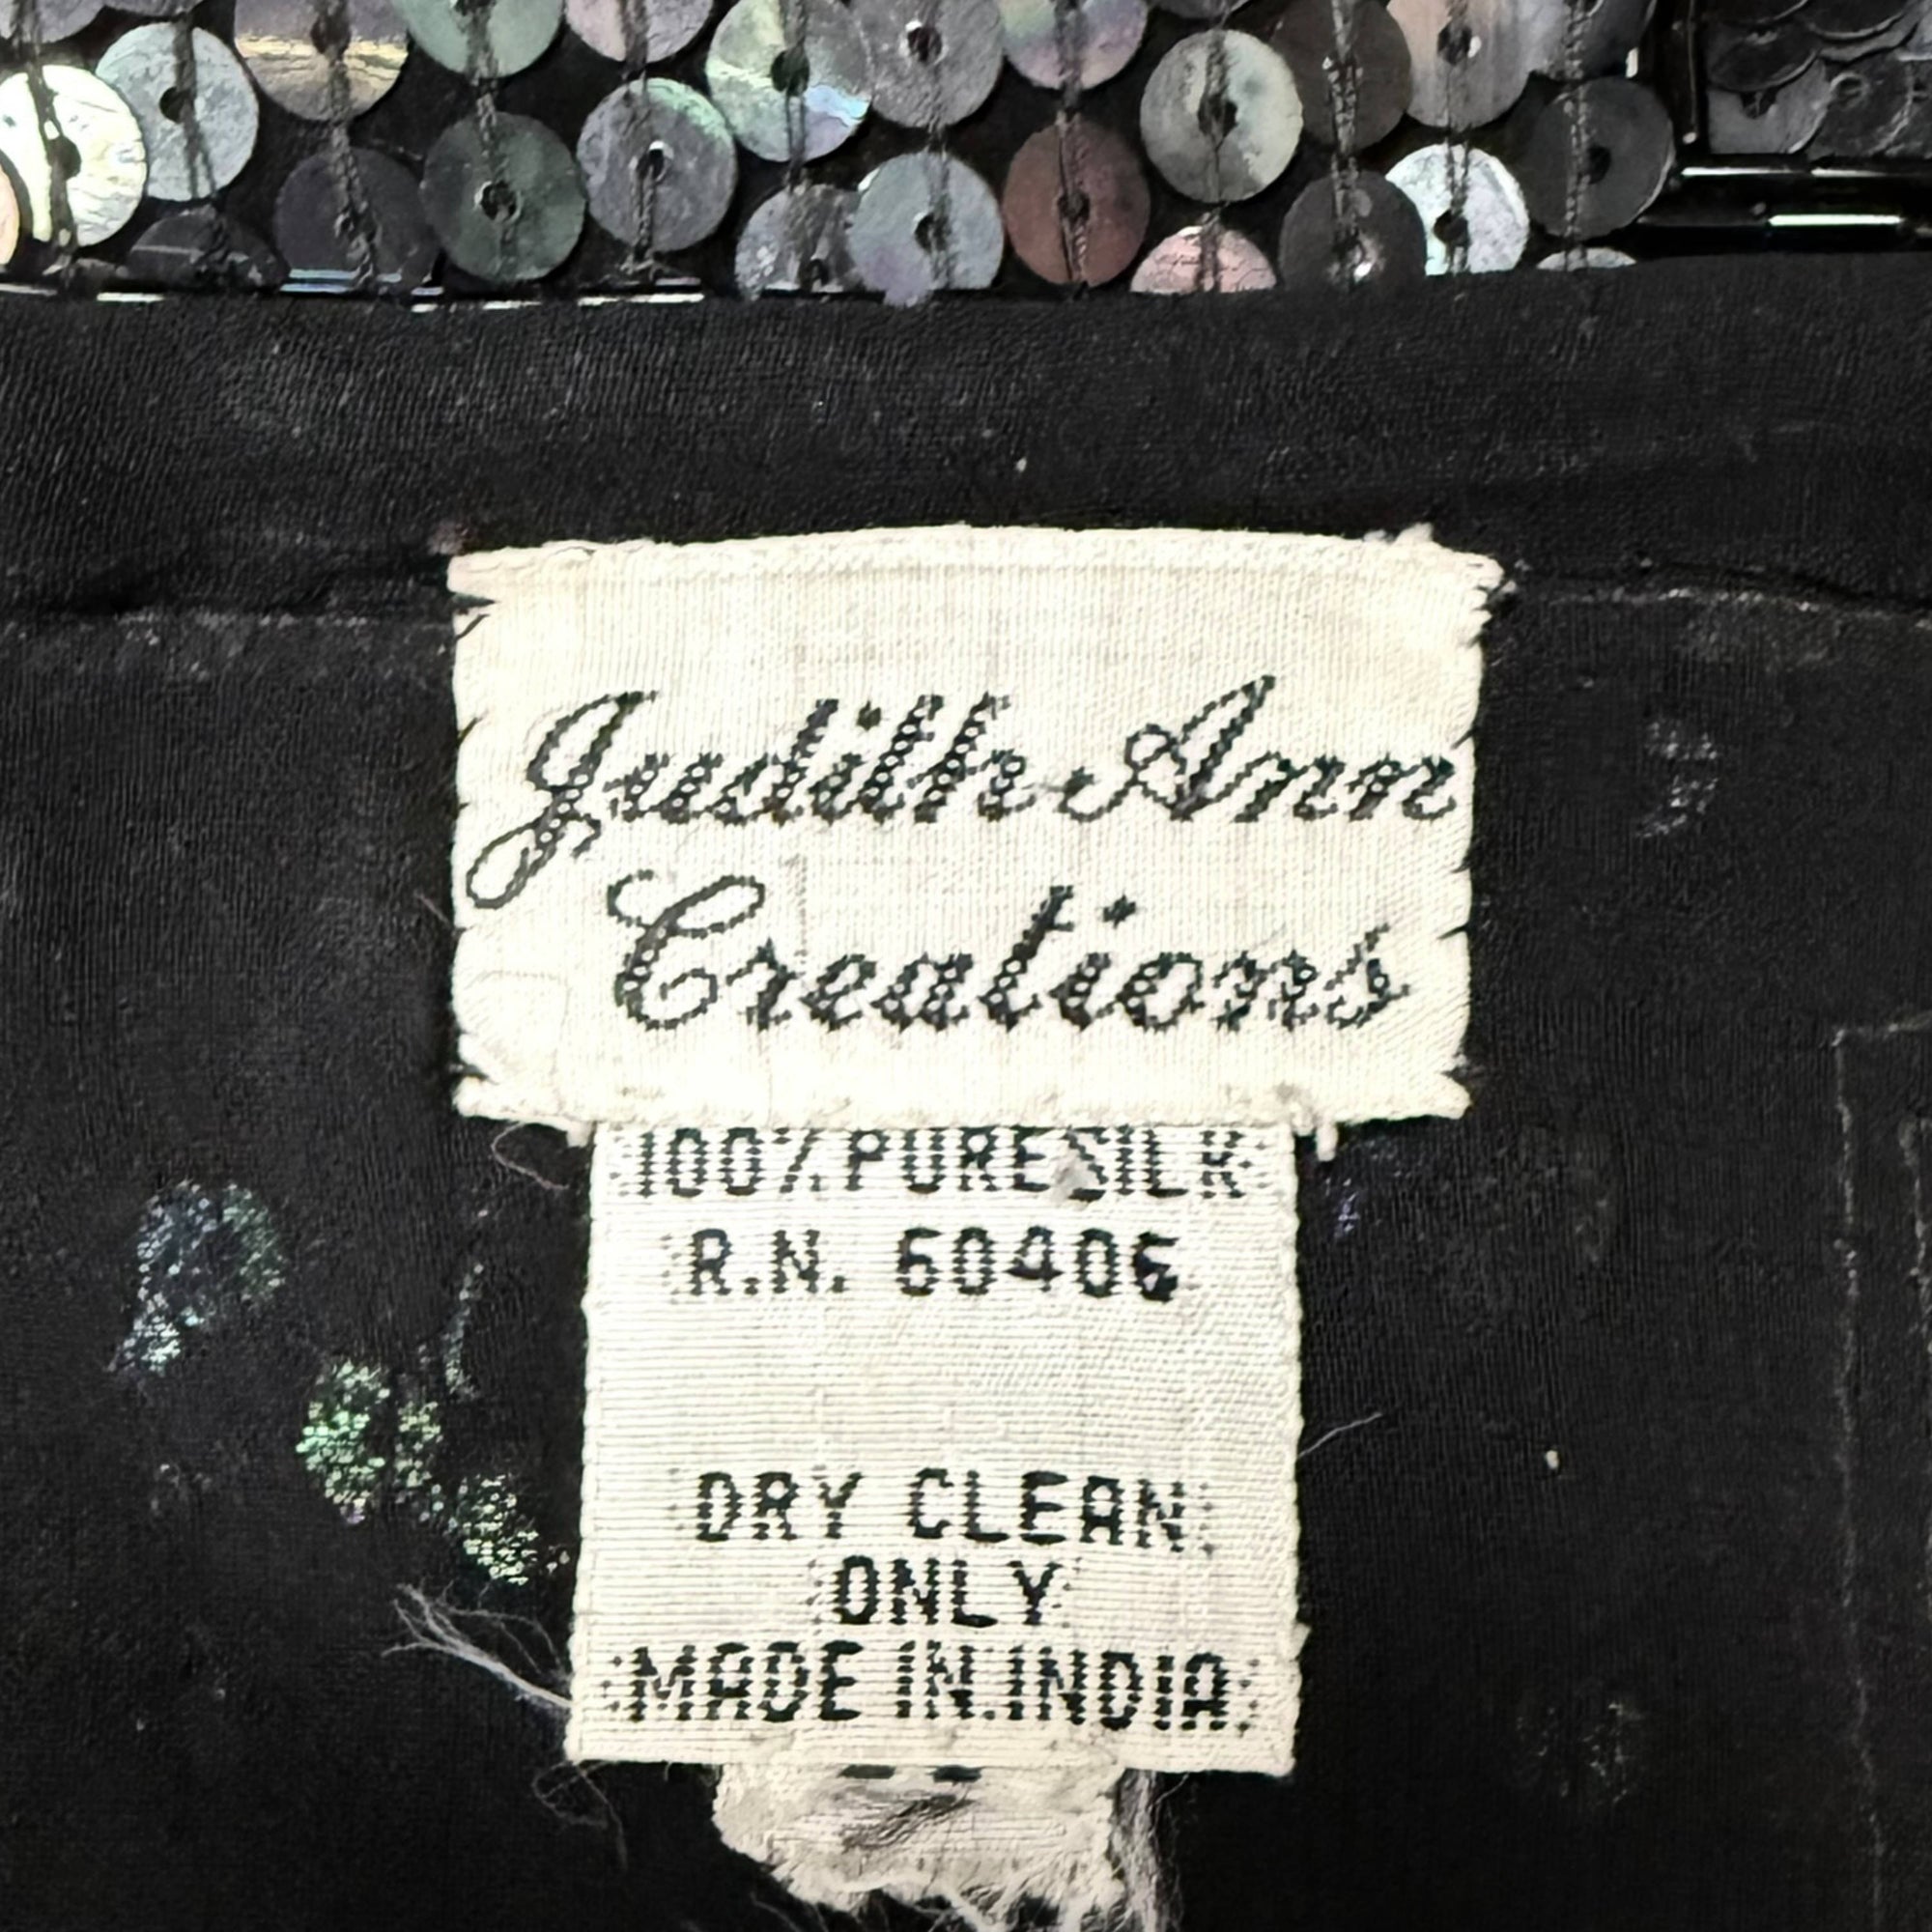 Judith Ann
Creations
100% PURE SILK
R.N. 60406
DRY CLEAN
ONLY
MADE IN INDIA